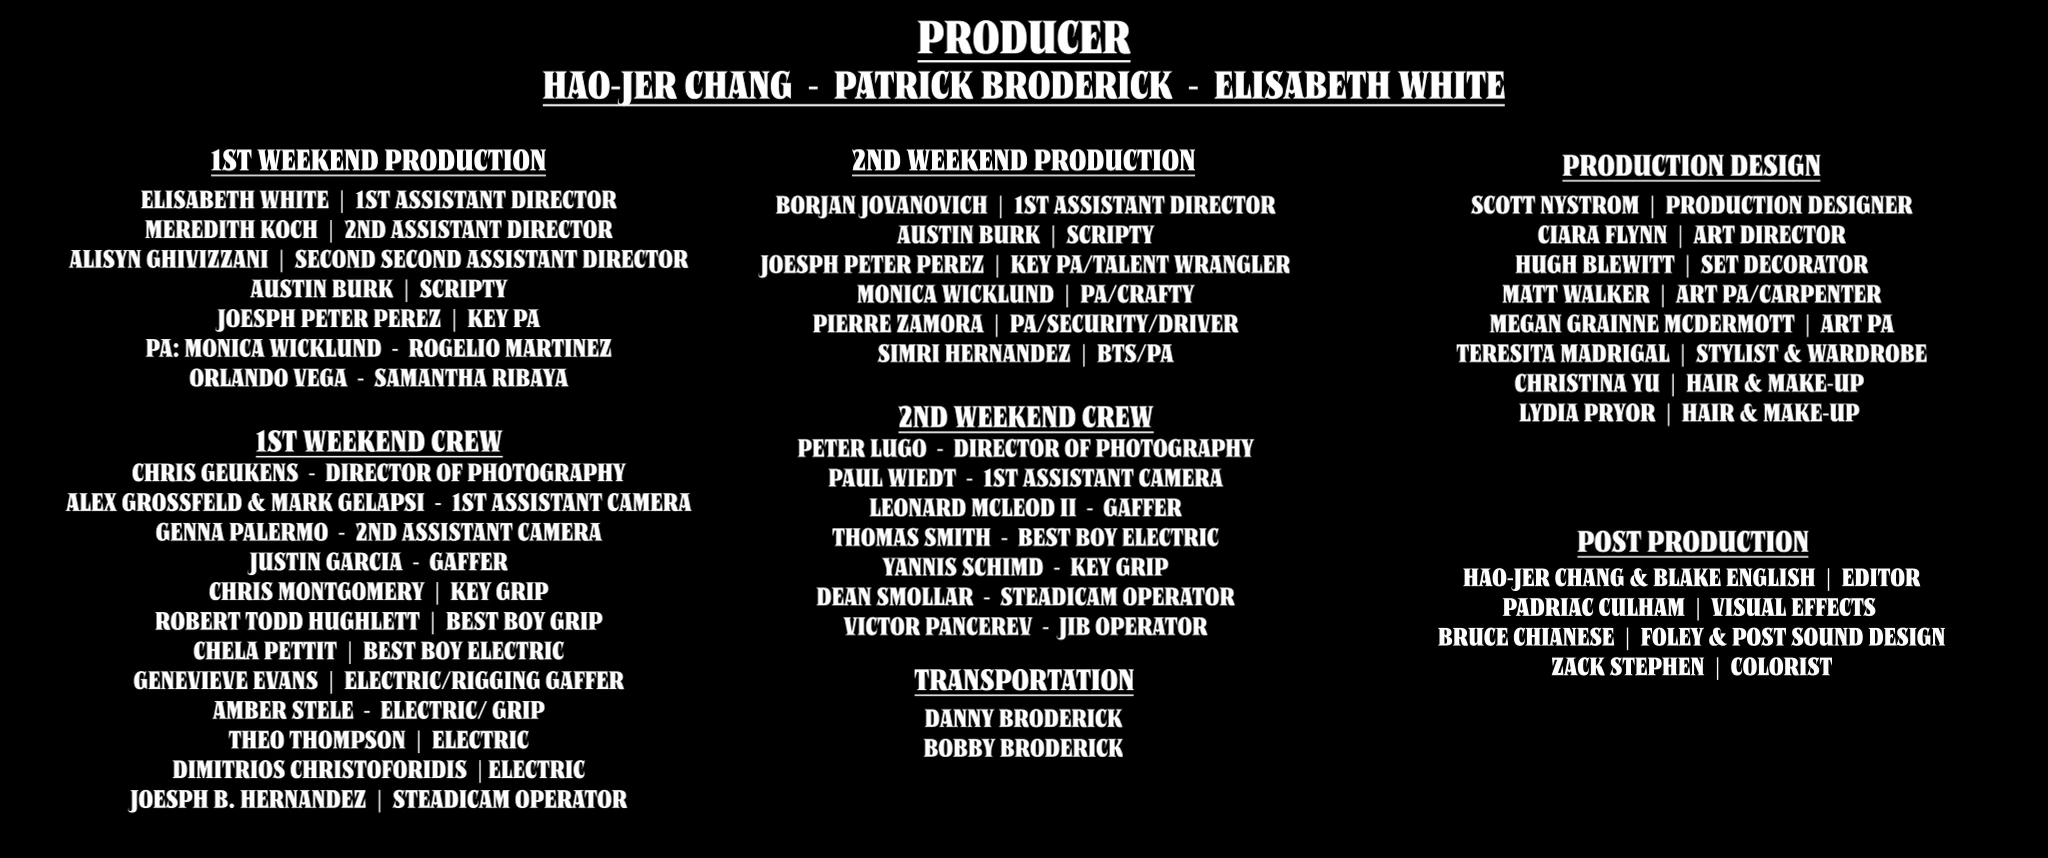 PRODUCER
HAO-JER CHANG - PATRICK BRODERICK - ELISABETH WHITE
1ST WEEKEND PRODUCTION
ELISABETH WHITE | 1ST ASSISTANT DIRECTOR
MEREDITH KOCH | 2ND ASSISTANT DIRECTOR
ALISYN GHIVIZZANI | SECOND SECOND ASSISTANT DIRECTOR
AUSTIN BURK | SCRIPTY
JOESPH PETER PEREZ | KEY PA
PA: MONICA WICKLUND - ROGELIO MARTINEZ
ORLANDO VEGA - SAMANTHA RIBAYA
1ST WEEKEND CREW
CHRIS GEUKENS - DIRECTOR OF PHOTOGRAPHY
ALEX GROSSFELD & MARK GELAPSI - 1ST ASSISTANT CAMERA
GENNA PALERMO - 2ND ASSISTANT CAMERA
JUSTIN GARCIA - GAFFER
CHRIS MONTGOMERY | KEY GRIP
ROBERT TODD HUGHLETT | BEST BOY GRIP
CHELA PETTIT | BEST BOY ELECTRIC
GENEVIEVE EVANS | ELECTRIC/RIGGING GAFFER
AMBER STELE - ELECTRIC/ GRIP
THEO THOMPSON | ELECTRIC
DIMITRIOS CHRISTOFORIDIS | ELECTRIC
JOESPH B. HERNANDEZ | STEADICAM OPERATOR
2ND WEEKEND PRODUCTION
BORJAN JOVANOVICH | 1ST ASSISTANT DIRECTOR
AUSTIN BURK | SCRIPTY
JOESPH PETER PEREZ | KEY PA/TALENT WRANGLER
MONICA WICKLUND | PA/CRAFTY
PIERRE ZAMORA | PA/SECURITY/DRIVER
SIMRI HERNANDEZ | BTS/PA
2ND WEEKEND CREW
PETER LUGO - DIRECTOR OF PHOTOGRAPHY
PAUL WIEDT - 1ST ASSISTANT CAMERA
LEONARD MCLEOD II - GAFFER
THOMAS SMITH - BEST BOY ELECTRIC
YANNIS SCHIMD - KEY GRIP
DEAN SMOLLAR - STEADICAM OPERATOR
VICTOR PANCEREV - JIB OPERATOR
TRANSPORTATION
DANNY BRODERICK
BOBBY BRODERICK
PRODUCTION DESIGN
SCOTT NYSTROM | PRODUCTION DESIGNER
CIARA FLYNN | ART DIRECTOR
HUGH BLEWITT | SET DECORATOR
MATT WALKER | ART PA/CARPENTER
MEGAN GRAINNE MCDERMOTT | ART PA
TERESITA MADRIGAL | STYLIST & WARDROBE
CHRISTINA YU | HAIR & MAKE-UP
LYDIA PRYOR | HAIR & MAKE-UP
POST PRODUCTION
HAO-JER CHANG & BLAKE ENGLISH | EDITOR
PADRIAC CULHAM | VISUAL EFFECTS
BRUCE CHIANESE | FOLEY & POST SOUND DESIGN
ZACK STEPHEN | COLORIST